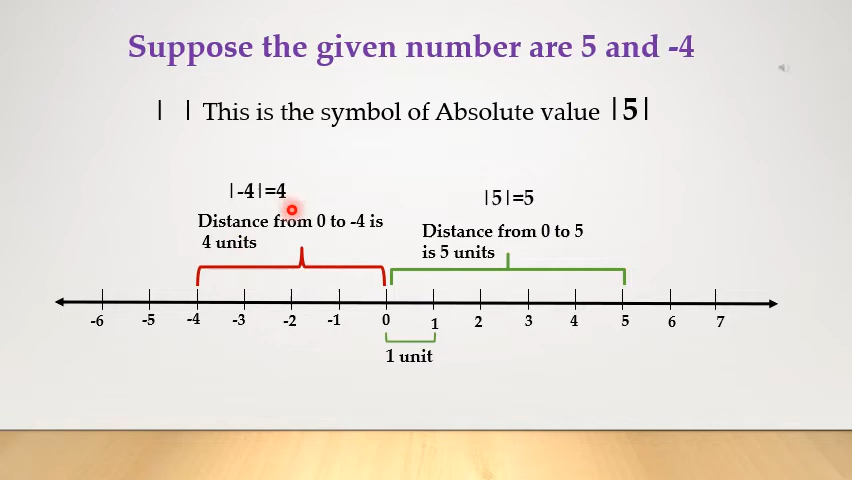 Suppose the given number are 5 and -4
| | This is the symbol of Absolute value |5|
|-4|=4
Distance from 0 to -4 is
4 units
|5|=5
Distance from 0 to 5
is 5 units
-6 -5 -4 -3 -2 -1 0 1 2 3 4 5 6 7
1 unit